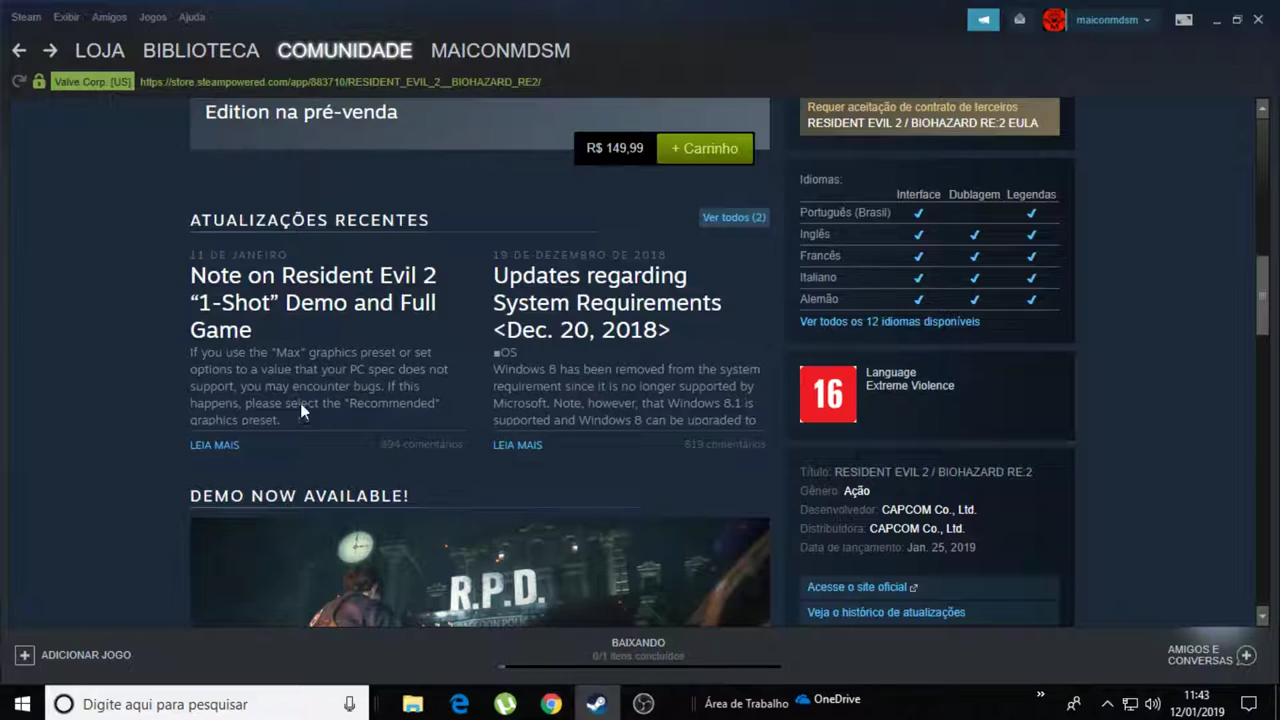 Steam Exibir Amigos Jogos Ajuda
maiconmdsm
LOJA BIBLIOTECA COMUNIDADE MAICONMDSM
Valve Corp. [US] https://store.steampowered.com/app/883710/RESIDENT_EVIL_2__BIOHAZARD_RE2/
Edition na pré-venda
R$ 149,99 + Carrinho
ATUALIZAÇÕES RECENTES
Ver todos (2)
11 DE JANEIRO
Note on Resident Evil 2
“1-Shot” Demo and Full
Game
If you use the "Max" graphics preset or set
options to a value that your PC spec does not
support, you may encounter bugs. If this
happens, please select the "Recommended"
graphics preset.
LEIA MAIS
894 comentários
19 DE DEZEMBRO DE 2018
Updates regarding
System Requirements
<Dec. 20, 2018>
■OS
Windows 8 has been removed from the system
requirement since it is no longer supported by
Microsoft. Note, however, that Windows 8.1 is
supported and Windows 8 can be upgraded to
LEIA MAIS
619 comentários
DEMO NOW AVAILABLE!
R.P.D.
Requer aceitação de contrato de terceiros
RESIDENT EVIL 2 / BIOHAZARD RE:2 EULA
Idiomas:
Interface Dublagem Legendas
Português (Brasil) ✔ ✔
Inglês ✔ ✔ ✔
Francês ✔ ✔ ✔
Italiano ✔ ✔ ✔
Alemão ✔ ✔ ✔
Ver todos os 12 idiomas disponíveis
16
Language
Extreme Violence
Título: RESIDENT EVIL 2 / BIOHAZARD RE:2
Gênero: Ação
Desenvolvedor: CAPCOM Co., Ltd.
Distribuidora: CAPCOM Co., Ltd.
Data de lançamento: Jan. 25, 2019
Acesse o site oficial
Veja o histórico de atualizações
ADICIONAR JOGO
BAIXANDO
0/1 itens concluídos
AMIGOS E
CONVERSAS
Digite aqui para pesquisar
Área de Trabalho
OneDrive
11:43
12/01/2019